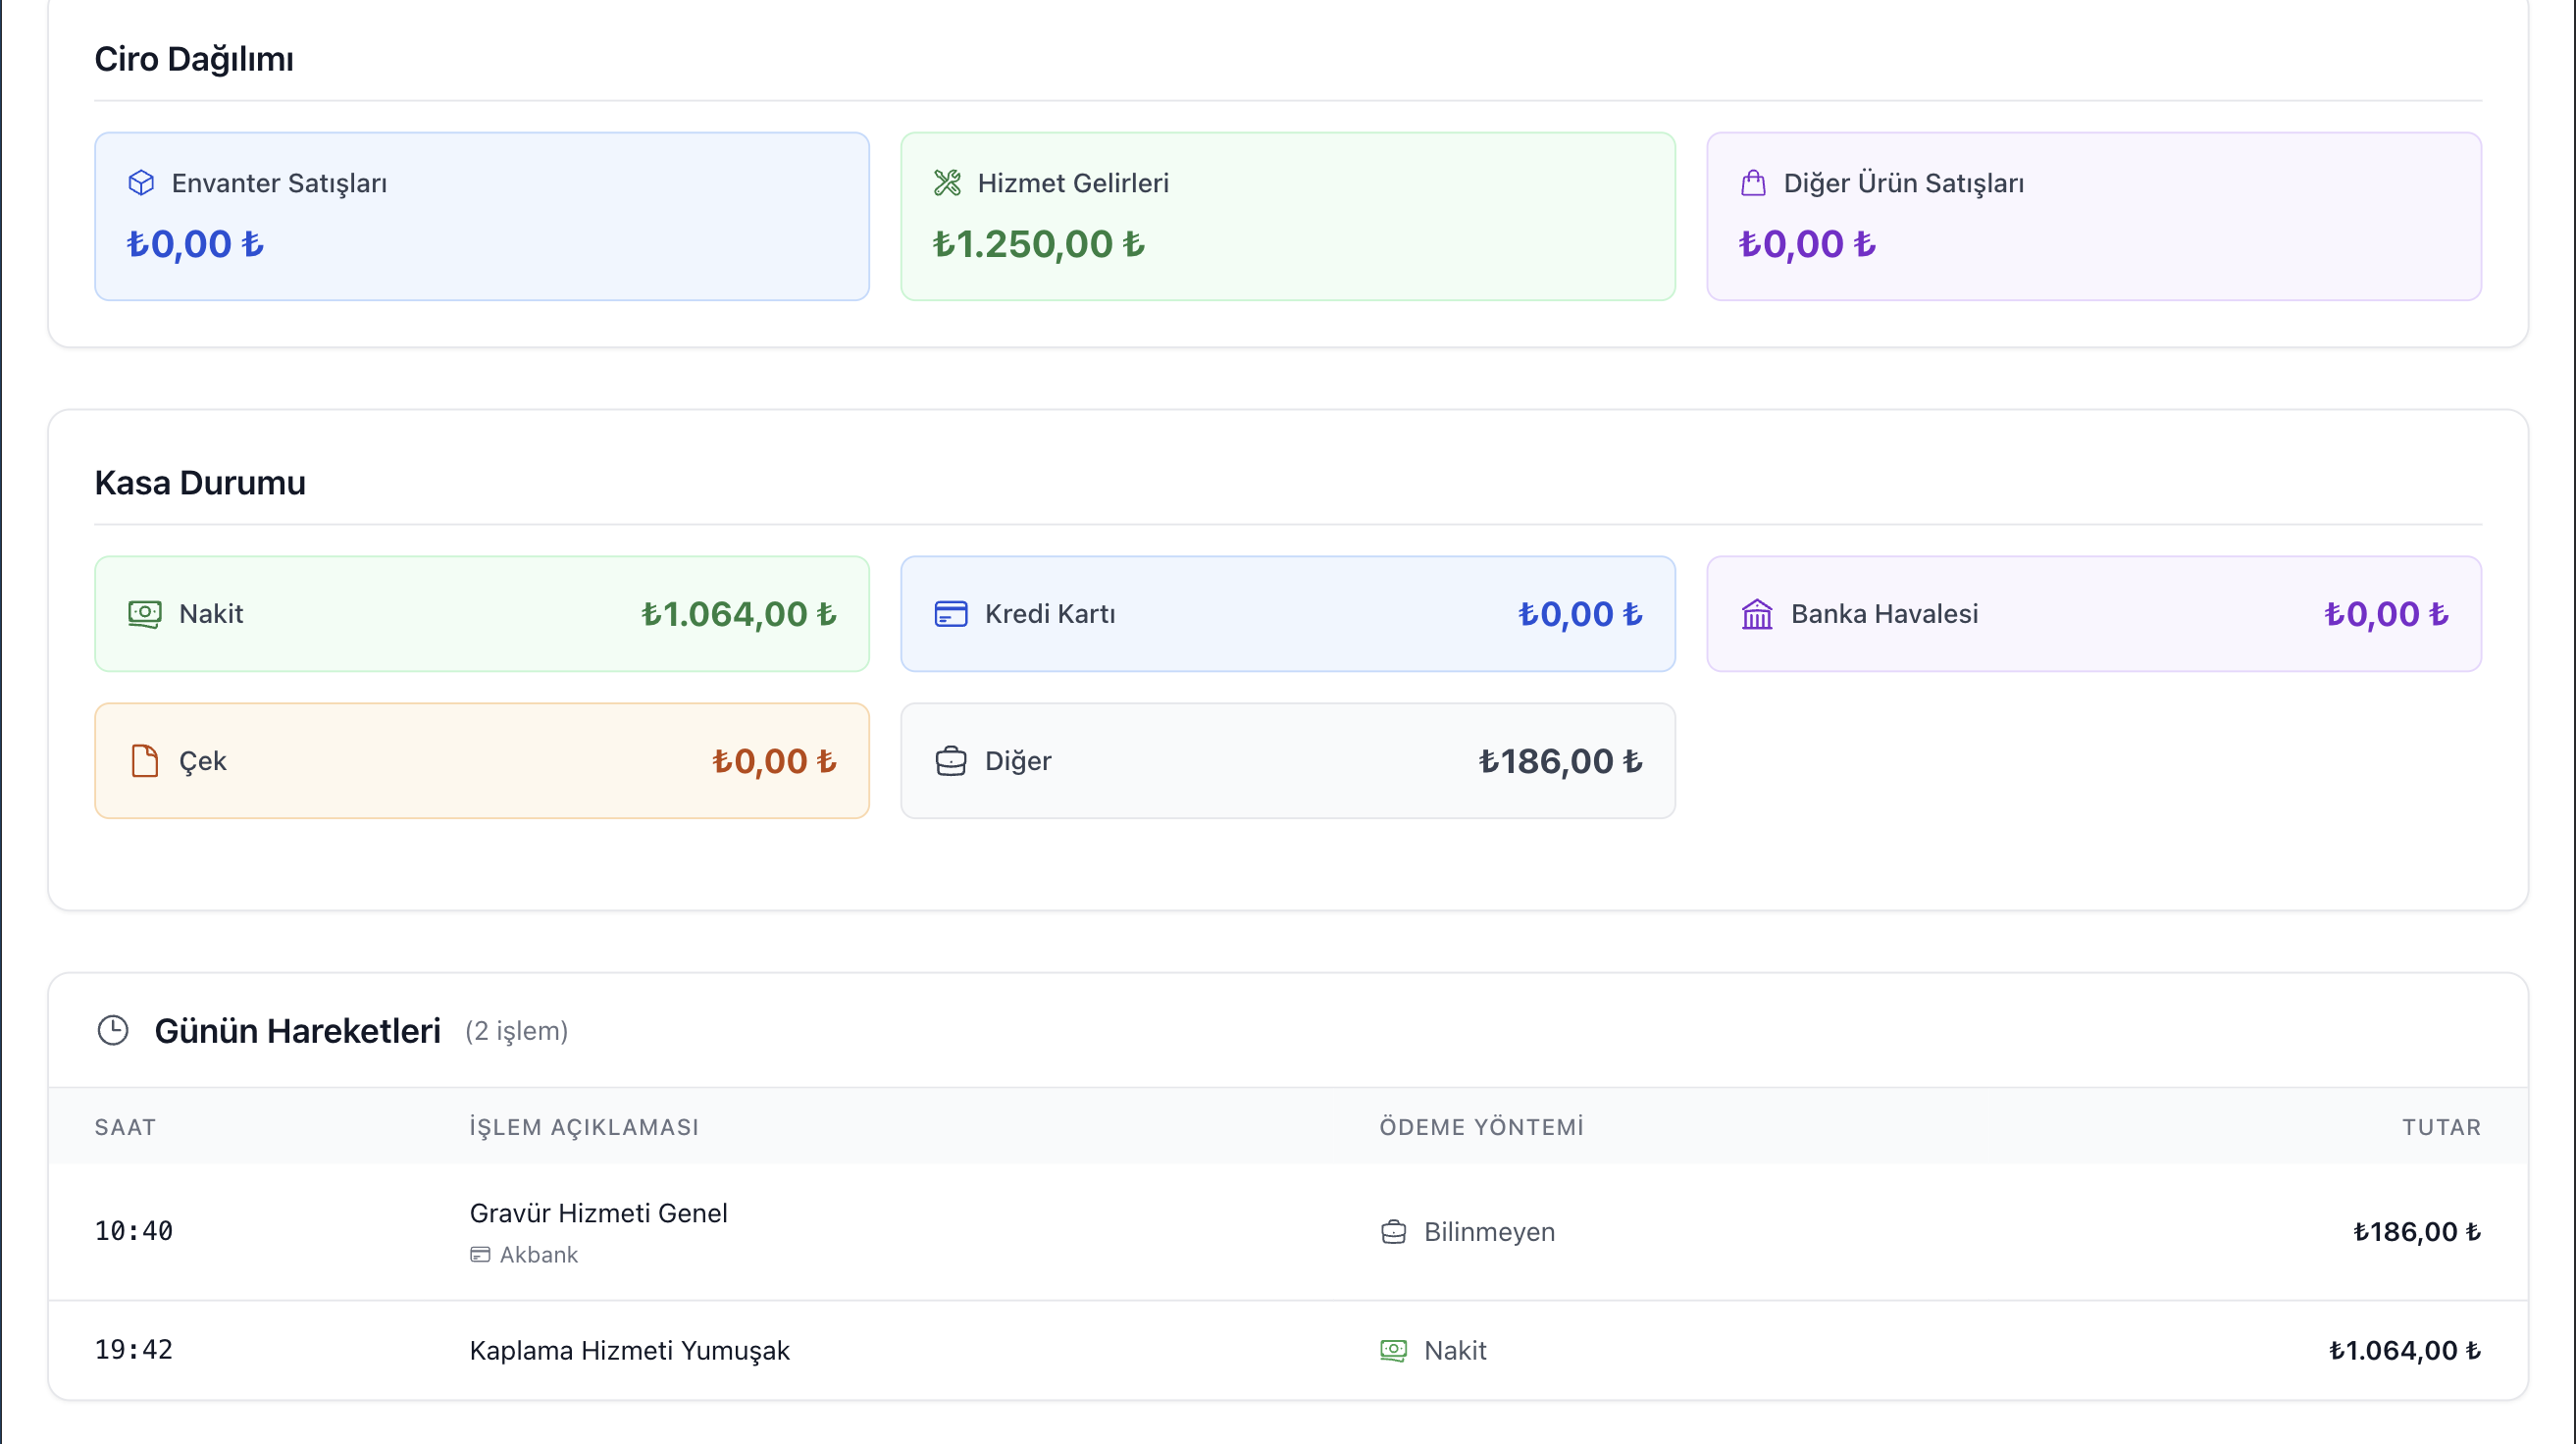 Ciro Dağılımı
Envanter Satışları
₺0,00 ₺
Hizmet Gelirleri
₺1.250,00 ₺
Diğer Ürün Satışları
₺0,00 ₺
Kasa Durumu
Nakit ₺1.064,00 ₺
Kredi Kartı ₺0,00 ₺
Banka Havalesi ₺0,00 ₺
Çek ₺0,00 ₺
Diğer ₺186,00 ₺
Günün Hareketleri (2 işlem)
SAAT İŞLEM AÇIKLAMASI ÖDEME YÖNTEMİ TUTAR
10:40 Gravür Hizmeti Genel Bilinmeyen ₺186,00 ₺
Akbank
19:42 Kaplama Hizmeti Yumuşak Nakit ₺1.064,00 ₺